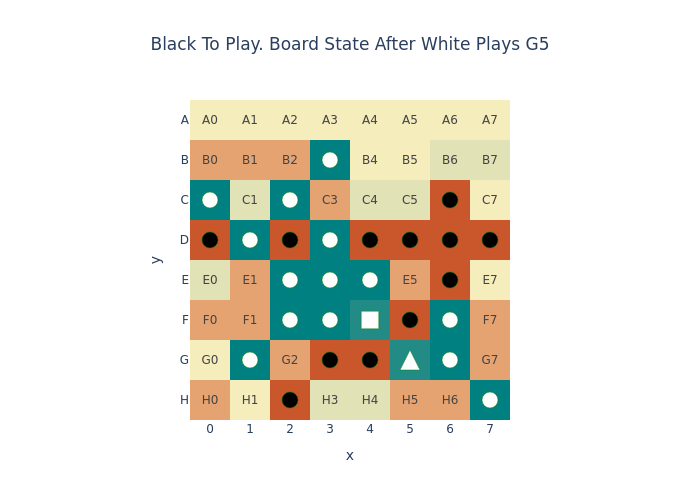 Black To Play. Board State After White Plays G5
A A0 A1 A2 A3 A4 A5 A6 A7
B B0 B1 B2 B4 B5 B6 B7
C C1 C3 C4 C5 C7
D
E E0 E1 E5 E7
F F0 F1 F7
G G0 G2 G7
H H0 H1 H3 H4 H5 H6
0 1 2 3 4 5 6 7
x
y